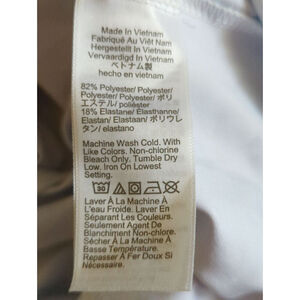 Made In Vietnam
Fabriqué Au Viêt Nam
Hergestellt In Vietnam
Vervaardigd In Vietnam
ベトナム製
hecho en vietnam
82% Polyester/ Polyester/
Polyester/ Polyester/ ポリ
エステル/ poliéster
18% Elastane/ Élasthanne/
Elastan/ Elastaan/ ポリウレ
タン/ elastano
Machine Wash Cold. With
Like Colors. Non-chlorine
Bleach Only. Tumble Dry
Low. Iron On Lowest
Setting.
30
Laver À La Machine À
L'eau Froide. Laver En
Séparant Les Couleurs.
Seulement Agent De
Blanchiment Non-chlore.
Sécher À La Machine À
Basse Température.
Repasser À Fer Doux Si
Nécessaire.